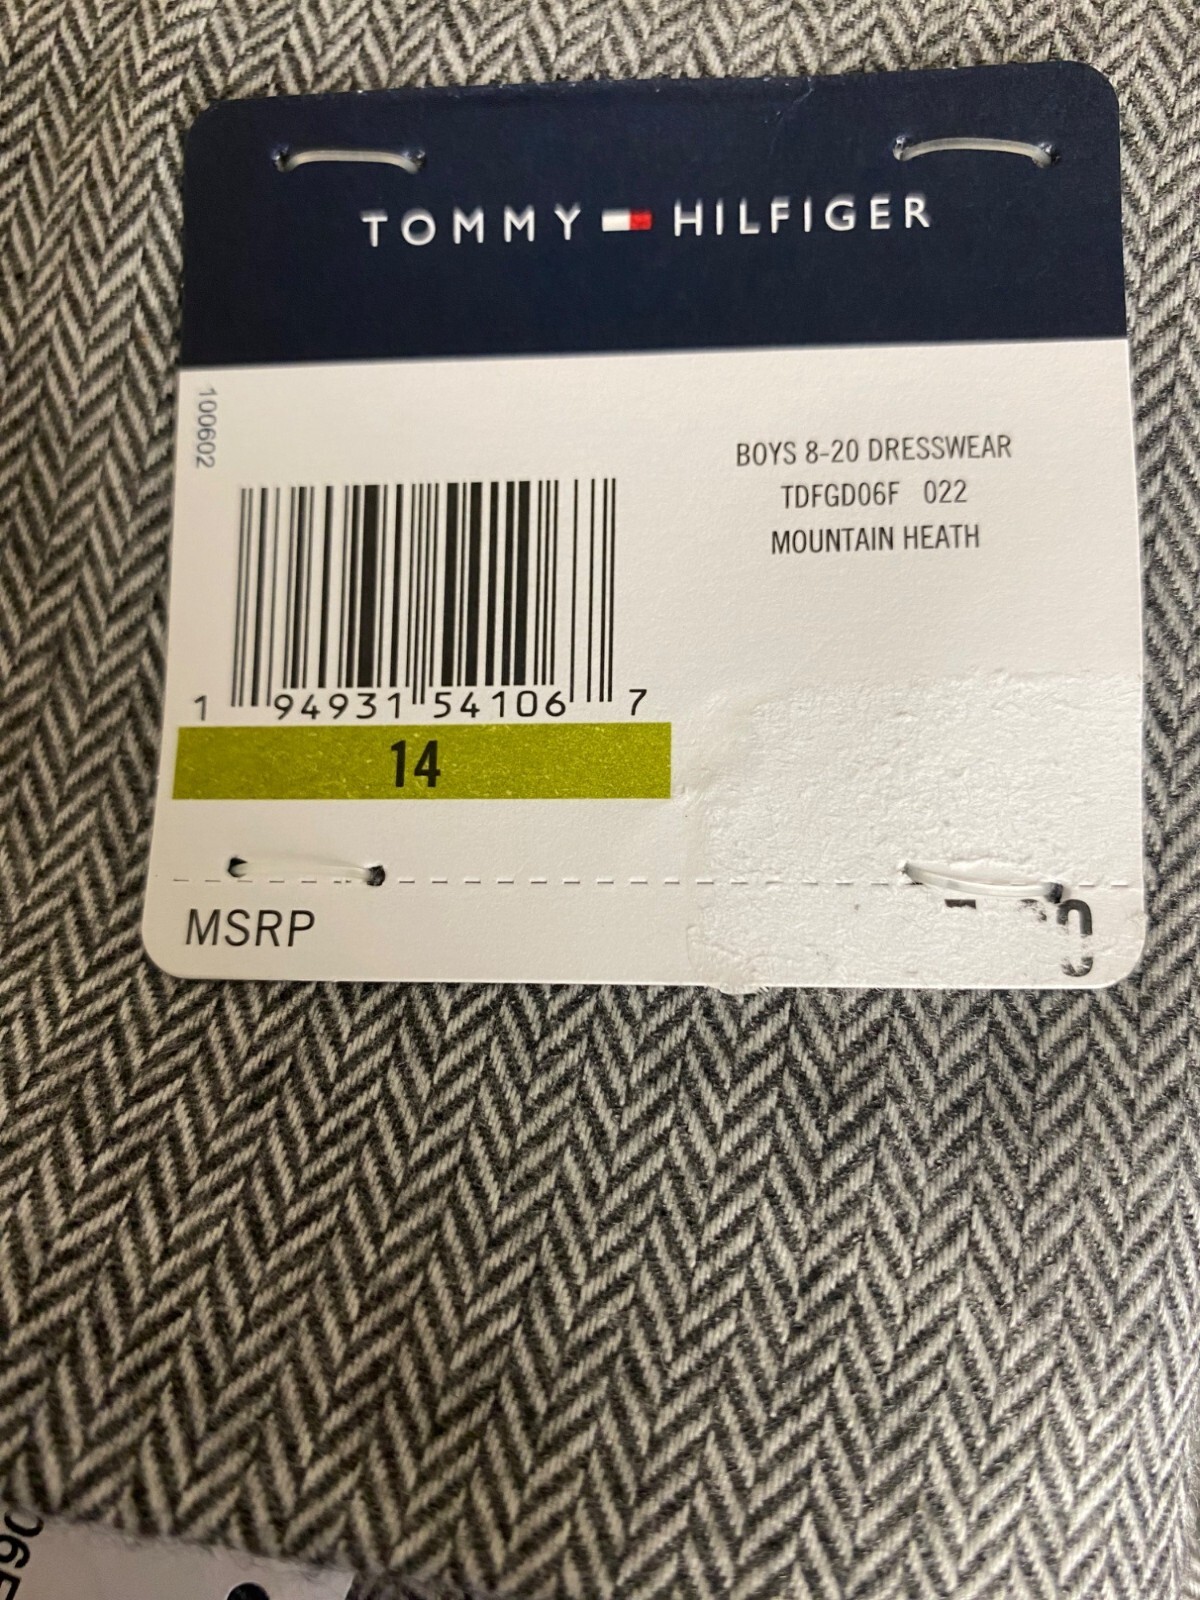 TOMMY HILFIGER
100602
BOYS 8-20 DRESSWEAR
TDFGD06F 022
MOUNTAIN HEATH
1 94931 54106 7
14
MSRP